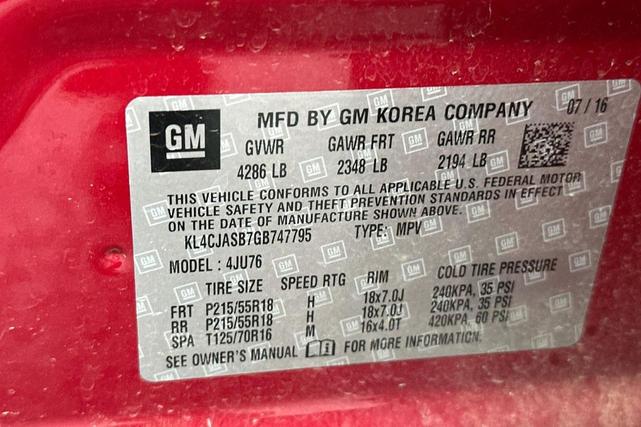 GM
MFD BY GM KOREA COMPANY 07 / 16
GVWR GAWR FRT GAWR RR
4286 LB 2348 LB 2194 LB
THIS VEHICLE CONFORMS TO ALL APPLICABLE U.S. FEDERAL MOTOR
VEHICLE SAFETY AND THEFT PREVENTION STANDARDS IN EFFECT
ON THE DATE OF MANUFACTURE SHOWN ABOVE.
KL4CJASB7GB747795 TYPE: MPV
MODEL : 4JU76
TIRE SIZE SPEED RTG RIM COLD TIRE PRESSURE
FRT P215/55R18 H 18x7.0J 240KPA, 35 PSI
RR P215/55R18 H 18x7.0J 240KPA, 35 PSI
SPA T125/70R16 M 16x4.0T 420KPA, 60 PSI
SEE OWNER'S MANUAL FOR MORE INFORMATION.